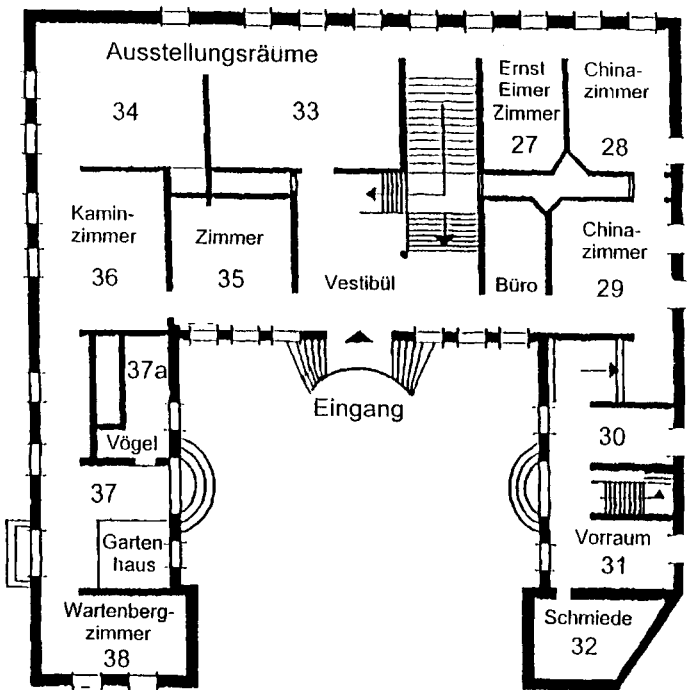 Ausstellungsräume
34
33
Ernst
Eimer
Zimmer
27
China-
zimmer
28
Kamin-
zimmer
36
Zimmer
35
Vestibül
Büro
China-
zimmer
29
37a
Vögel
Eingang
30
37
Garten
haus
Vorraum
31
Wartenberg-
zimmer
38
Schmiede
32